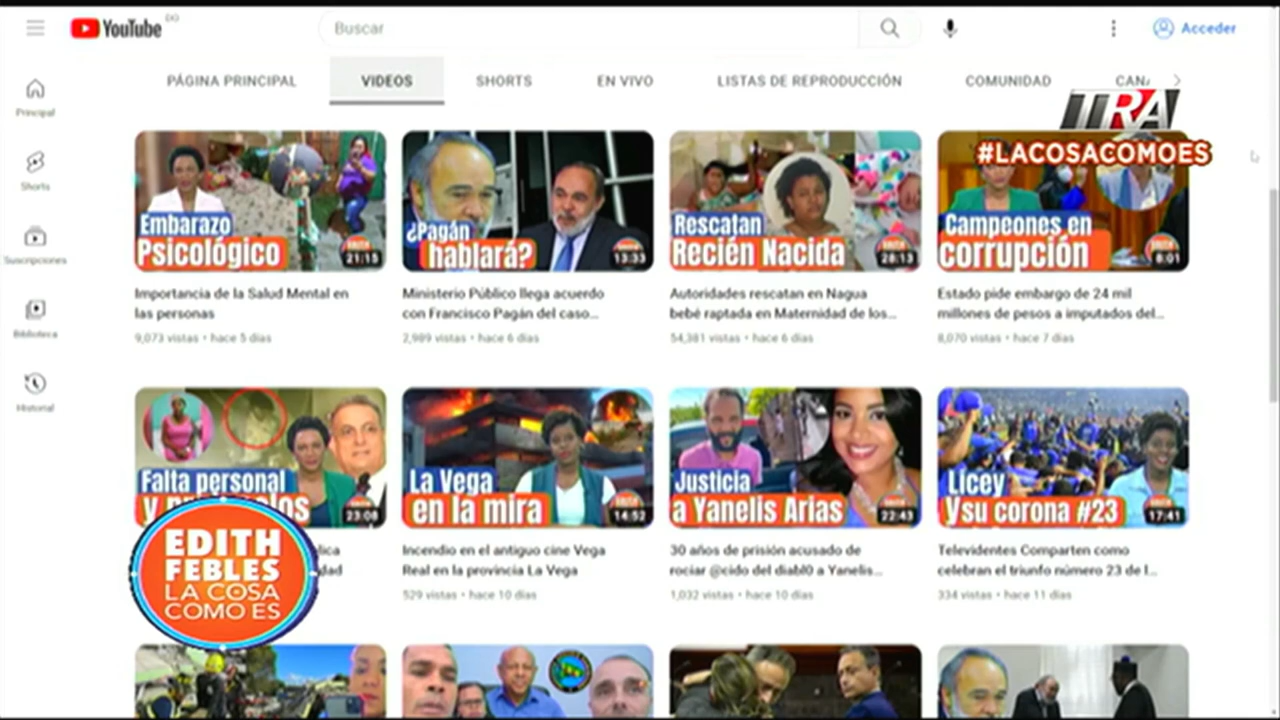 YouTube
DO
Buscar
Acceder
PÁGINA PRINCIPAL
VIDEOS
SHORTS
EN VIVO
LISTAS DE REPRODUCCIÓN
COMUNIDAD
TRA
#LACOSACOMOES
Principal
Shorts
Suscripciones
Biblioteca
Historial
Embarazo
Psicológico
21:15
Importancia de la Salud Mental en
las personas
9,073 vistas • hace 5 días
¿Pagán
hablará?
13:33
Ministerio Público llega acuerdo
con Francisco Pagán del caso...
2,989 vistas • hace 6 días
Rescatan
Recién Nacida
28:13
Autoridades rescatan en Nagua
bebé raptada en Maternidad de los...
54,381 vistas • hace 6 días
Campeones en
corrupción
8:01
Estado pide embargo de 24 mil
millones de pesos a imputados del...
8,070 vistas • hace 7 días
Falta personal
23:08
La Vega
en la mira
14:52
Incendio en el antiguo cine Vega
Real en la provincia La Vega
529 vistas • hace 10 días
Justicia
a Yanelis Arias
22:43
30 años de prisión acusado de
rociar @cido del diabl0 a Yanelis...
1,032 vistas • hace 10 días
Licey
Y su corona #23
17:41
Televidentes Comparten como
celebran el triunfo número 23 de l...
334 vistas • hace 11 días
EDITH
FEBLES
LA COSA
COMO ES